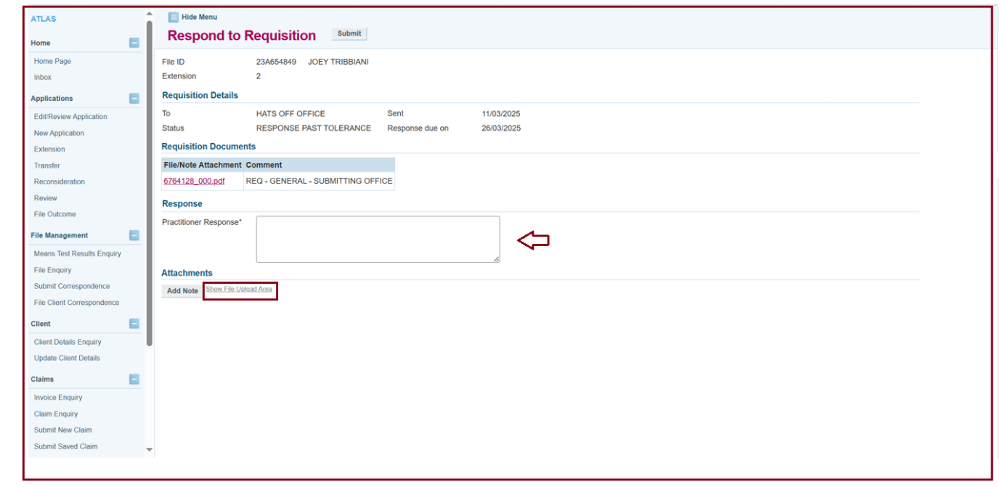 ATLAS
Home
Home Page
Inbox
Applications
Edit/Review Application
New Application
Extension
Transfer
Reconsideration
Review
File Outcome
File Management
Means Test Results Enquiry
File Enquiry
Submit Correspondence
File Client Correspondence
Client
Client Details Enquiry
Update Client Details
Claims
Invoice Enquiry
Claim Enquiry
Submit New Claim
Submit Saved Claim
Hide Menu
Respond to Requisition Submit
File ID 23A654849 JOEY TRIBBIANI
Extension 2
Requisition Details
To HATS OFF OFFICE Sent 11/03/2025
Status RESPONSE PAST TOLERANCE Response due on 26/03/2025
Requisition Documents
File/Note Attachment Comment
6764128_000.pdf REQ - GENERAL - SUBMITTING OFFICE
Response
Practitioner Response*
Attachments
Add Note Show File Upload Area